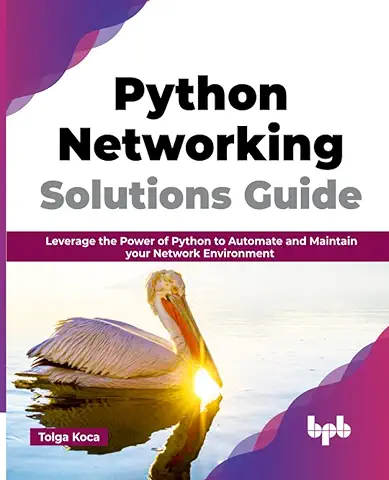 Python
Networking
Solutions Guide
Leverage the Power of Python to Automate and Maintain
your Network Environment
Tolga Koca
bpb